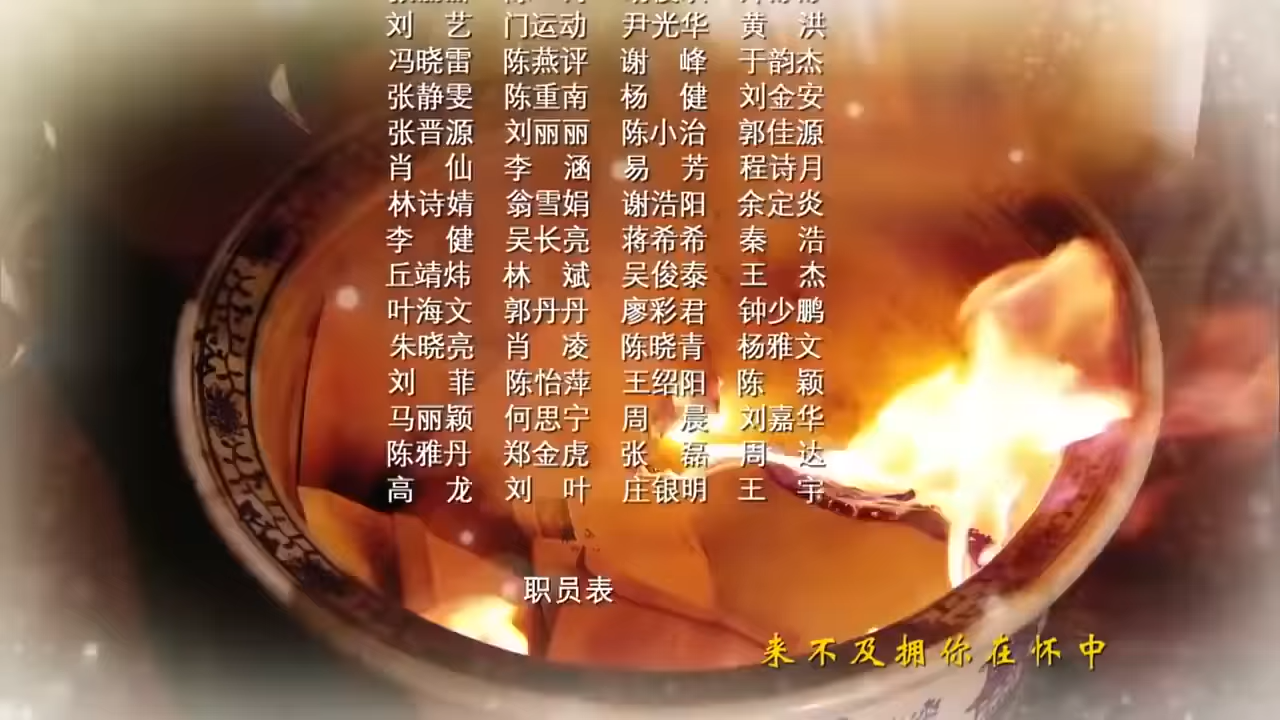 刘 艺 门运动 尹光华 黄 洪
冯晓雷 陈燕评 谢 峰 于韵杰
张静雯 陈重南 杨 健 刘金安
张晋源 刘丽丽 陈小治 郭佳源
肖 仙 李 涵 易 芳 程诗月
林诗婧 翁雪娟 谢浩阳 余定炎
李 健 吴长亮 蒋希希 秦 浩
丘靖炜 林 斌 吴俊泰 王 杰
叶海文 郭丹丹 廖彩君 钟少鹏
朱晓亮 肖 凌 陈晓青 杨雅文
刘 菲 陈怡萍 王绍阳 陈 颖
马丽颖 何思宁 周 晨 刘嘉华
陈雅丹 郑金虎 张 磊 周 达
高 龙 刘 叶 庄银明 王 宇
职员表
来不及拥你在怀中